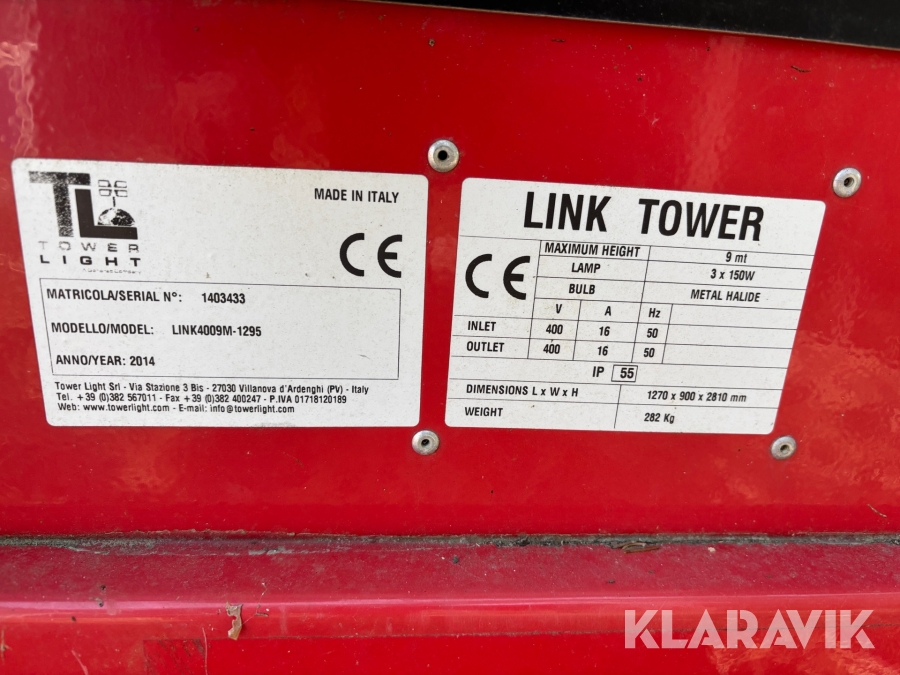 TL
TOWER
LIGHT
MADE IN ITALY
CE
MATRICOLA/SERIAL N°: 1403433
MODELLO/MODEL: LINK4009M-1295
ANNO/YEAR: 2014
Tower Light Srl - Via Stazione 3 Bis - 27030 Villanova d'Ardenghi (PV) - Italy
Tel. + 39 (0)382 567011 - Fax +39 (0)382 400247 - P.IVA 01718120189
Web: www.towerlight.com - E-mail: info@towerlight.com
LINK TOWER
CE
MAXIMUM HEIGHT 9 mt
LAMP 3 x 150W
BULB METAL HALIDE
V A Hz
INLET 400 16 50
OUTLET 400 16 50
IP 55
DIMENSIONS L x W x H 1270 x 900 x 2810 mm
WEIGHT 282 Kg
KLARAVIK